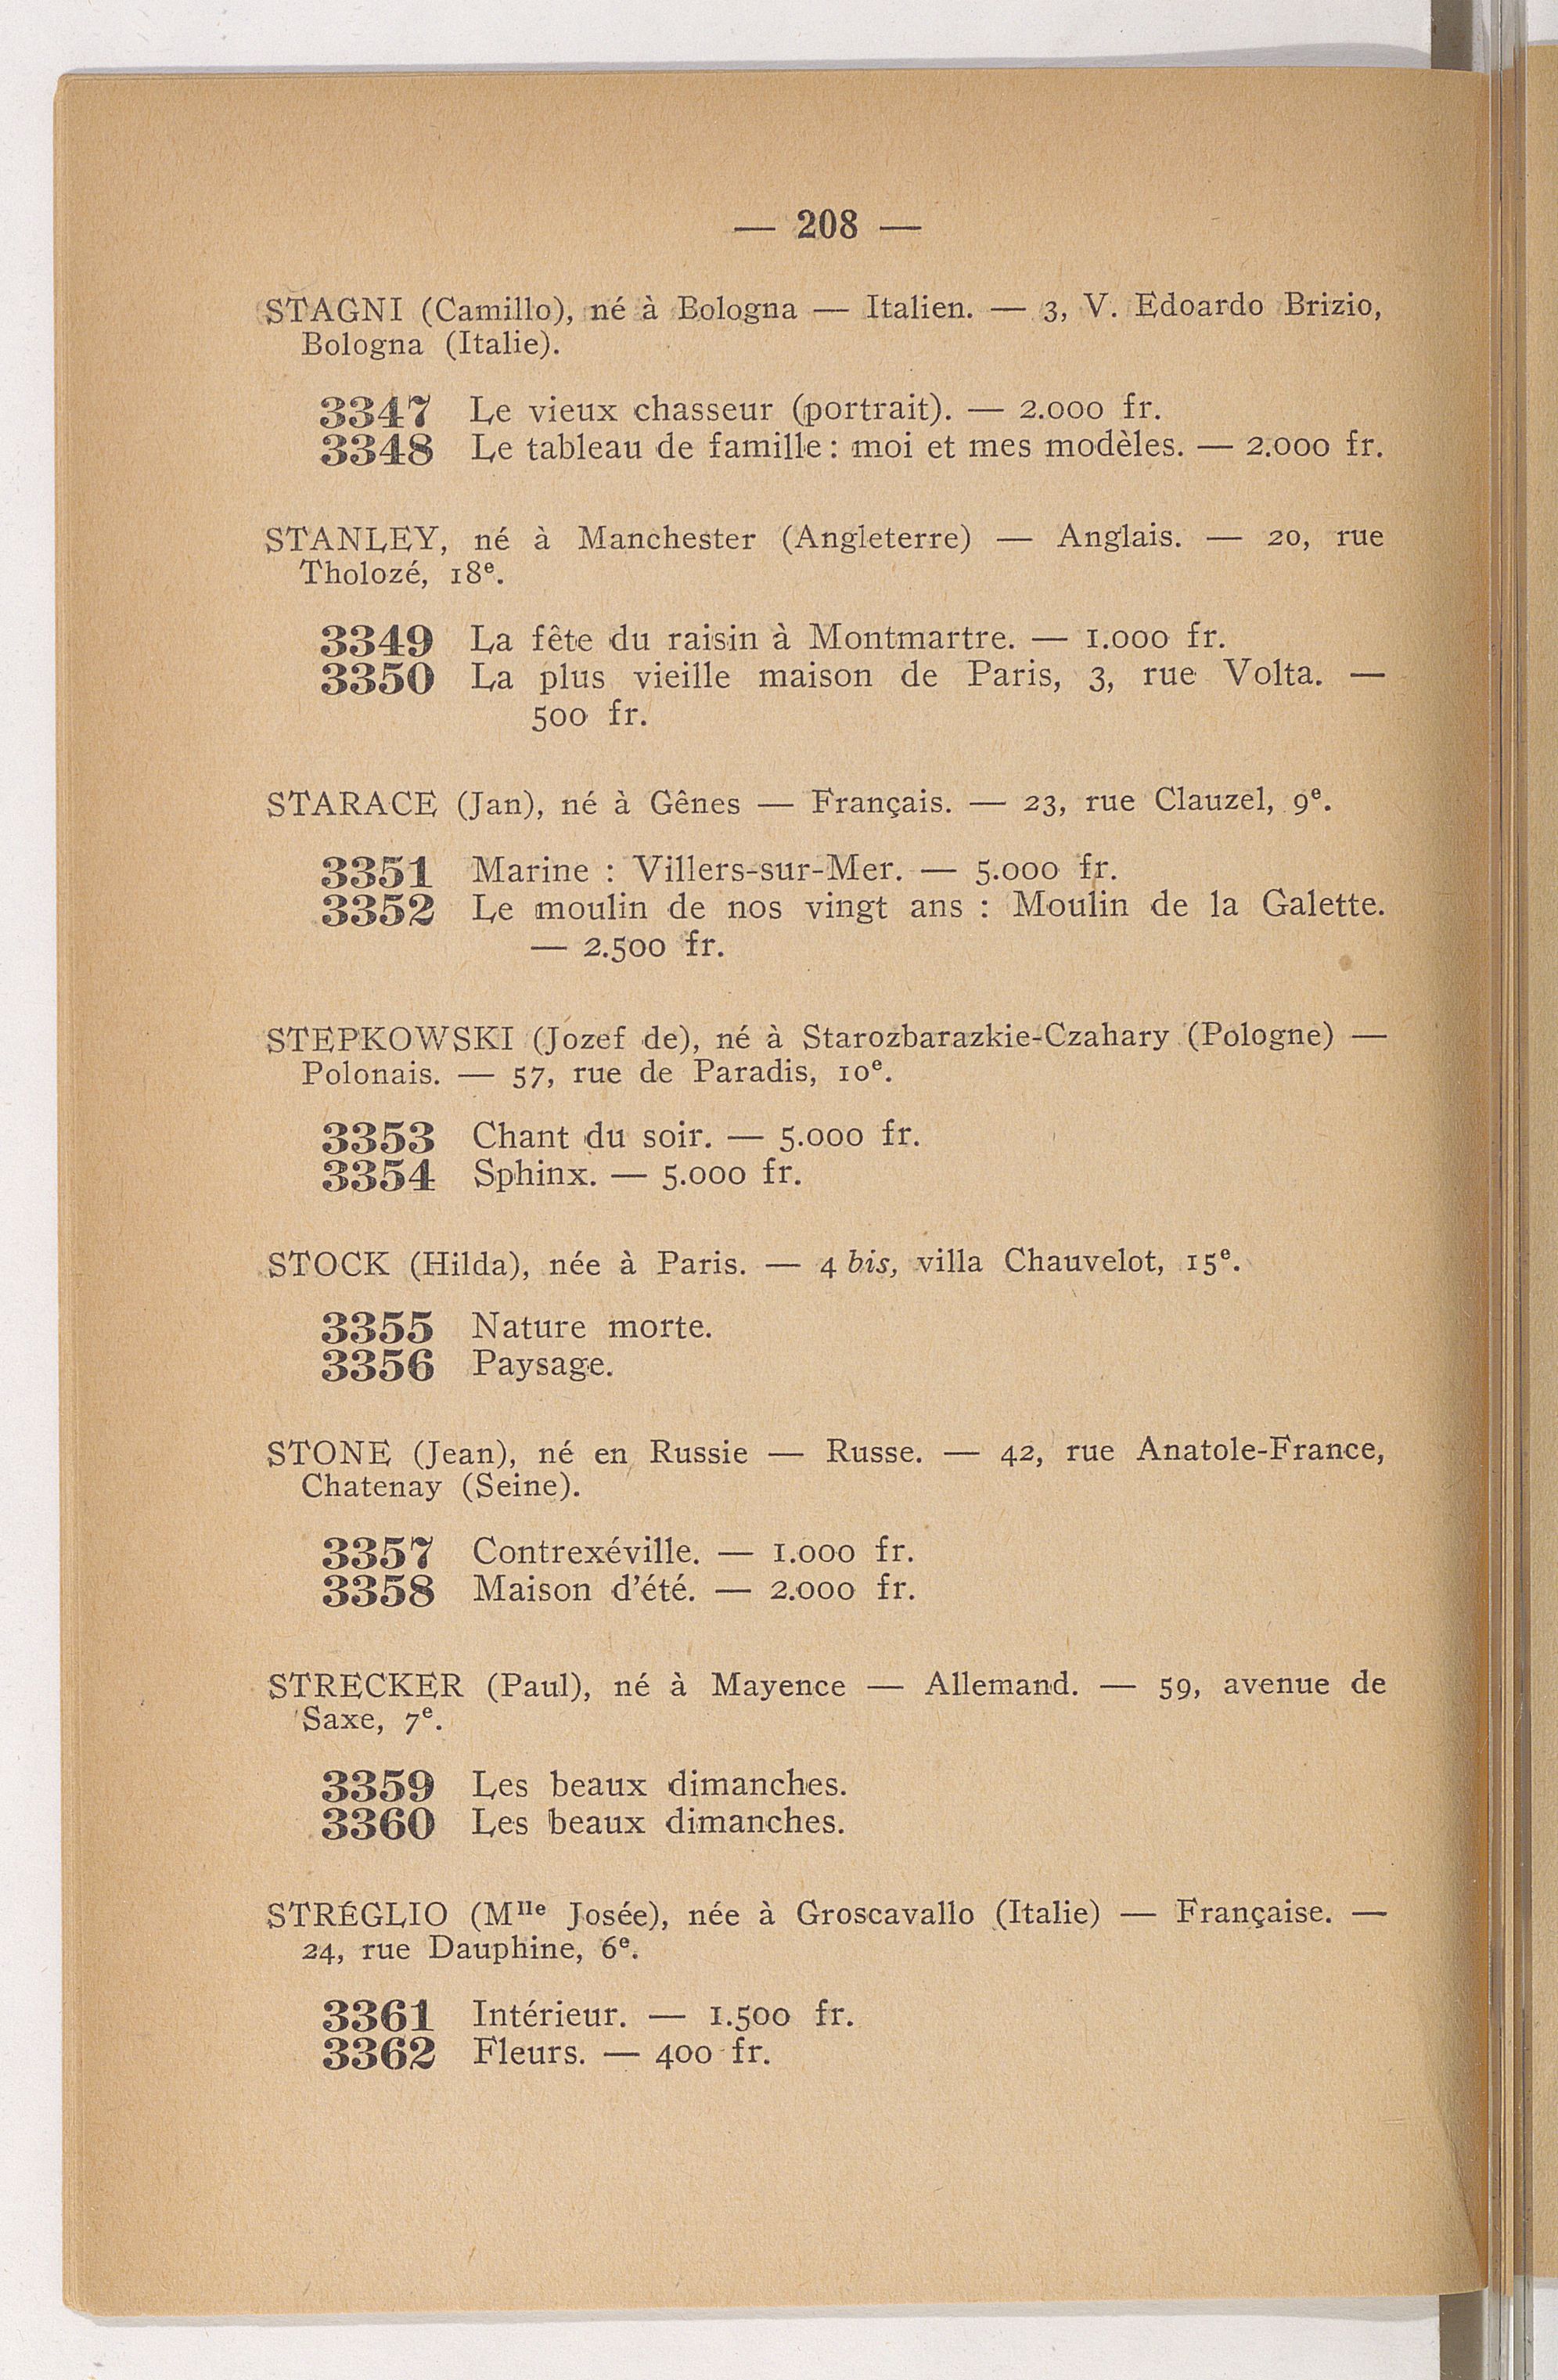 — 208 —
STAGNI (Camillo), né à Bologna — Italien. — 3, V. Edoardo Brizio,
Bologna (Italie).
3347 Le vieux chasseur (portrait). — 2.000 fr.
3348 Le tableau de famille : moi et mes modèles. — 2.000 fr.
STANLEY, né à Manchester (Angleterre) — Anglais. — 20, rue
Tholozé, 18e.
3349 La fête du raisin à Montmartre. — 1.000 fr.
3350 La plus vieille maison de Paris, 3, rue Volta. —
500 fr.
STARACE (Jan), né à Gênes — Français. — 23, rue Clauzel, 9e.
3351 Marine : Villers-sur-Mer. — 5.000 fr.
3352 Le moulin de nos vingt ans : Moulin de la Galette.
— 2.500 fr.
STEPKOWSKI (Jozef de), né à Starozbarazkie-Czahary (Pologne) —
Polonais. — 57, rue de Paradis, 10e.
3353 Chant du soir. — 5.000 fr.
3354 Sphinx. — 5.000 fr.
STOCK (Hilda), née à Paris. — 4 bis, villa Chauvelot, 15e.
3355 Nature morte.
3356 Paysage.
STONE (Jean), né en Russie — Russe. — 42, rue Anatole-France,
Chatenay (Seine).
3357 Contrexéville. — 1.000 fr.
3358 Maison d'été. — 2.000 fr.
STRECKER (Paul), né à Mayence — Allemand. — 59, avenue de
Saxe, 7e.
3359 Les beaux dimanches.
3360 Les beaux dimanches.
STRÉGLIO (Mlle Josée), née à Groscavallo (Italie) — Française. —
24, rue Dauphine, 6e.
3361 Intérieur. — 1.500 fr.
3362 Fleurs. — 400 fr.